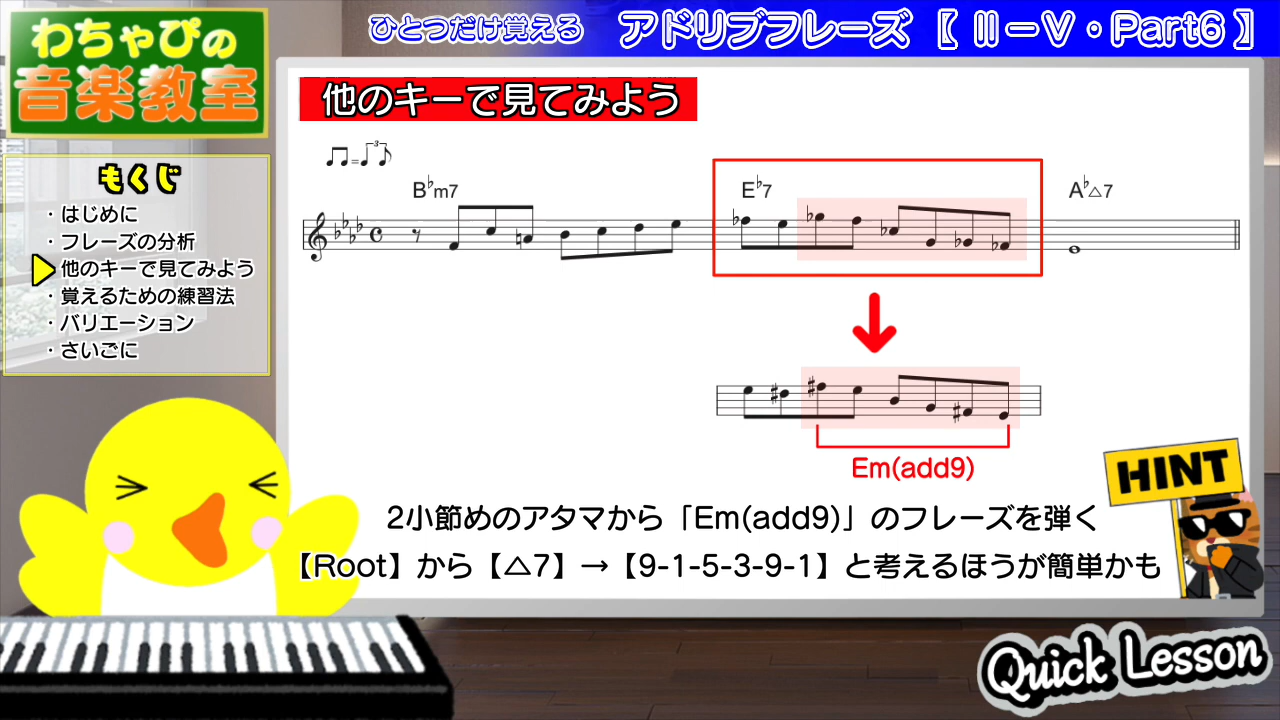 わちゃぴの
音楽教室
ひとつだけ覚える アドリブフレーズ 【 Ⅱ－Ⅴ・Part6 】
もくじ
・はじめに
・フレーズの分析
他のキーで見てみよう
・覚えるための練習法
・バリエーション
・さいごに
他のキーで見てみよう
3
B♭m7 E♭7 A♭△7
Em(add9)
HINT
2小節めのアタマから「Em(add9)」のフレーズを弾く
【Root】から【△7】→【9-1-5-3-9-1】と考えるほうが簡単かも
Quick Lesson